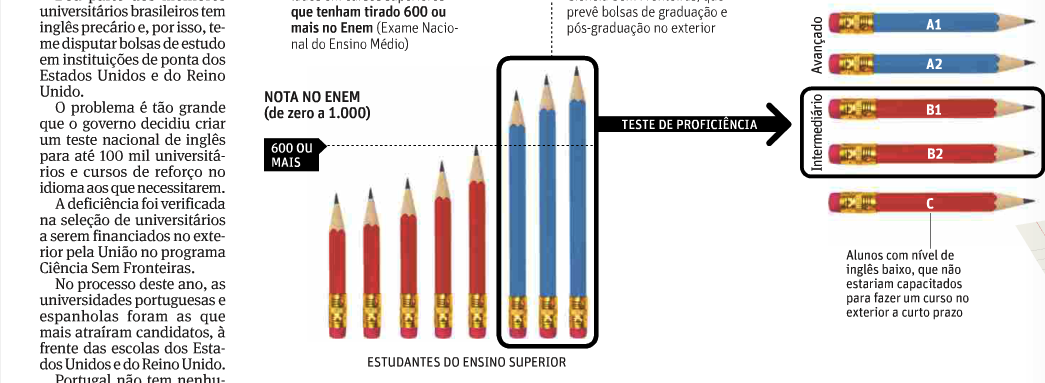 universitários brasileiros têm
inglês precário e, por isso, te-
me disputar bolsas de estudo
em instituições de ponta dos
Estados Unidos e do Reino
Unido.
O problema é tão grande
que o governo decidiu criar
um teste nacional de inglês
para até 100 mil universitá-
rios e cursos de reforço no
idioma aos que necessitarem.
A deficiência foi verificada
na seleção de universitários
a serem financiados no exte-
rior pela União no programa
Ciência Sem Fronteiras.
No processo deste ano, as
universidades portuguesas e
espanholas foram as que
mais atraíram candidatos, à
frente das escolas dos Esta-
dos Unidos e do Reino Unido.
Portugal não tem nenhu-
que tenham tirado 600 ou
mais no Enem (Exame Nacio-
nal do Ensino Médio)
prevê bolsas de graduação e
pós-graduação no exterior
NOTA NO ENEM
(de zero a 1.000)
600 OU
MAIS
ESTUDANTES DO ENSINO SUPERIOR
TESTE DE PROFICIÊNCIA
Avançado
A1
A2
Intermediário
B1
B2
C
Alunos com nível de
inglês baixo, que não
estariam capacitados
para fazer um curso no
exterior a curto prazo